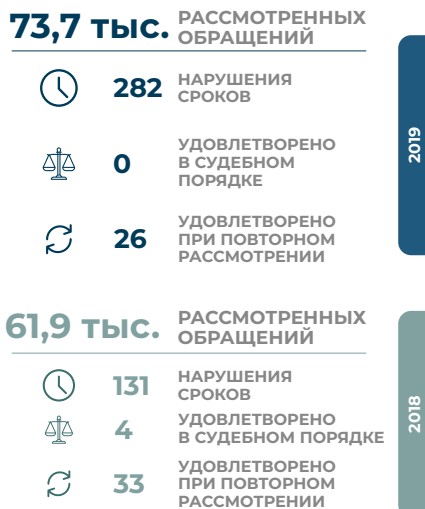 73,7 тыс. РАССМОТРЕННЫХ
ОБРАЩЕНИЙ
282 НАРУШЕНИЯ
СРОКОВ
0 УДОВЛЕТВОРЕНО
В СУДЕБНОМ
ПОРЯДКЕ
26 УДОВЛЕТВОРЕНО
ПРИ ПОВТОРНОМ
РАССМОТРЕНИИ
2019
61,9 тыс. РАССМОТРЕННЫХ
ОБРАЩЕНИЙ
131 НАРУШЕНИЯ
СРОКОВ
4 УДОВЛЕТВОРЕНО
В СУДЕБНОМ ПОРЯДКЕ
33 УДОВЛЕТВОРЕНО
ПРИ ПОВТОРНОМ
РАССМОТРЕНИИ
2018